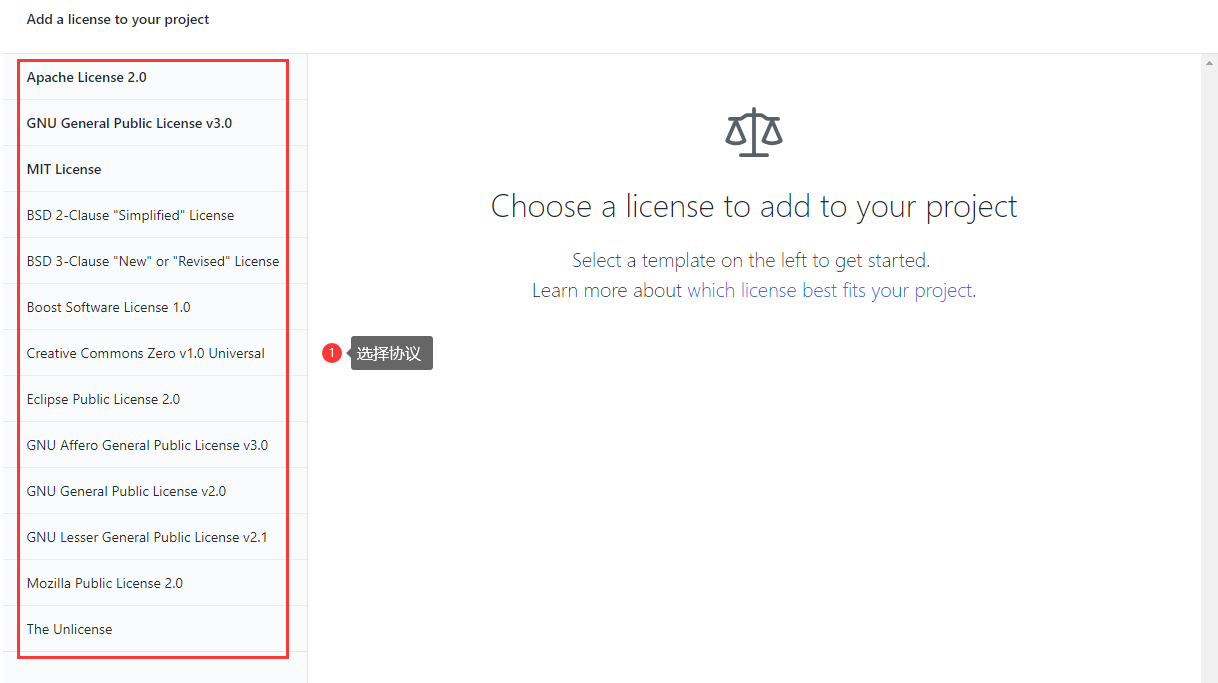 Add a license to your project
Apache License 2.0
GNU General Public License v3.0
MIT License
BSD 2-Clause "Simplified" License
BSD 3-Clause "New" or "Revised" License
Boost Software License 1.0
Creative Commons Zero v1.0 Universal
Eclipse Public License 2.0
GNU Affero General Public License v3.0
GNU General Public License v2.0
GNU Lesser General Public License v2.1
Mozilla Public License 2.0
The Unlicense
Choose a license to add to your project
Select a template on the left to get started.
Learn more about which license best fits your project.
1 选择协议